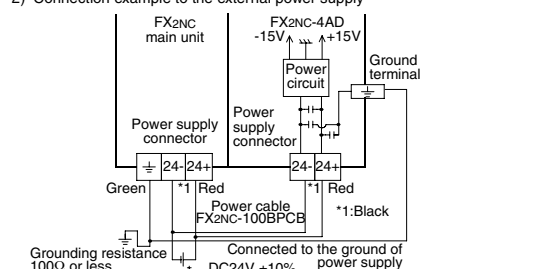 2) Connection example to the external power supply
FX2NC
main unit
FX2NC-4AD
-15V
+15V
Power
circuit
Ground
terminal
Power
supply
connector
Power supply
connector
24-
24+
24-
24+
Green
*1
Red
*1
Red
Power cable
FX2NC-100BPCB
*1:Black
Grounding resistance
100Ω or less
Connected to the ground of
power supply
DC24V ±10%